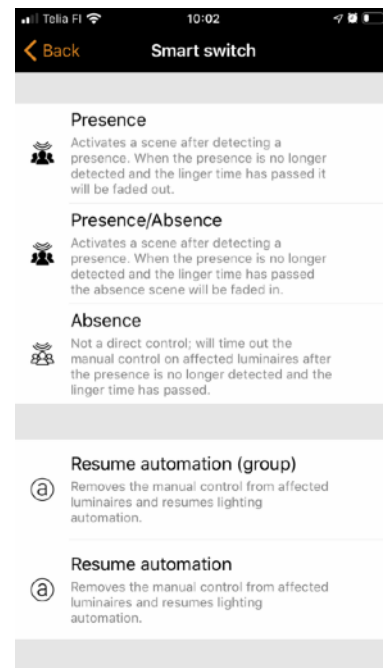 Telia FI 10:02
Back Smart switch
Presence
Activates a scene after detecting a
presence. When the presence is no longer
detected and the linger time has passed it
will be faded out.
Presence/Absence
Activates a scene after detecting a
presence. When the presence is no longer
detected and the linger time has passed
the absence scene will be faded in.
Absence
Not a direct control; will time out the
manual control on affected luminaires after
the presence is no longer detected and the
linger time has passed.
Resume automation (group)
a Removes the manual control from affected
luminaires and resumes lighting
automation.
Resume automation
a Removes the manual control from affected
luminaires and resumes lighting
automation.